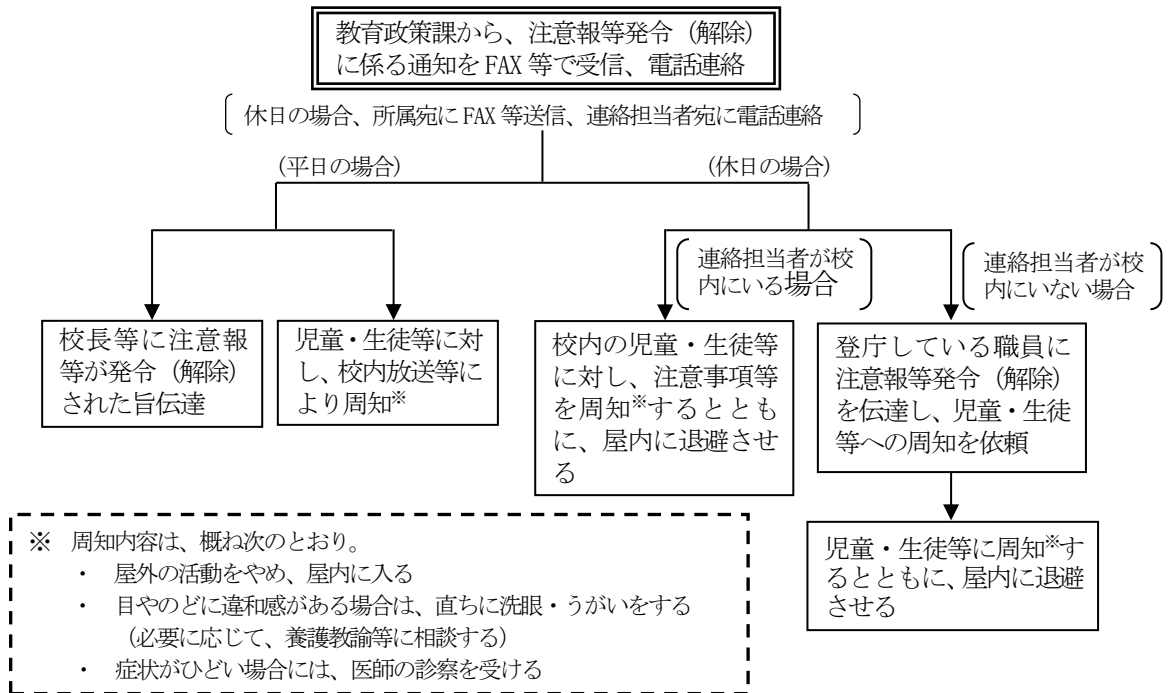 教育政策課から、注意報等発令（解除）
に係る通知をFAX等で受信、電話連絡
休日の場合、所属宛にFAX等送信、連絡担当者宛に電話連絡
（平日の場合）
（休日の場合）
連絡担当者が校
内にいる場合
連絡担当者が校
内にいない場合
校長等に注意報
等が発令（解除）
された旨伝達
児童・生徒等に対
し、校内放送等に
より周知※
校内の児童・生徒等
に対し、注意事項等
を周知※するととも
に、屋内に退避させ
る
登庁している職員に
注意報等発令（解除）
を伝達し、児童・生徒
等への周知を依頼
児童・生徒等に周知※す
るとともに、屋内に退避
させる
※　周知内容は、概ね次のとおり。
・　屋外の活動をやめ、屋内に入る
・　目やのどに違和感がある場合は、直ちに洗眼・うがいをする
（必要に応じて、養護教諭等に相談する）
・　症状がひどい場合には、医師の診察を受ける